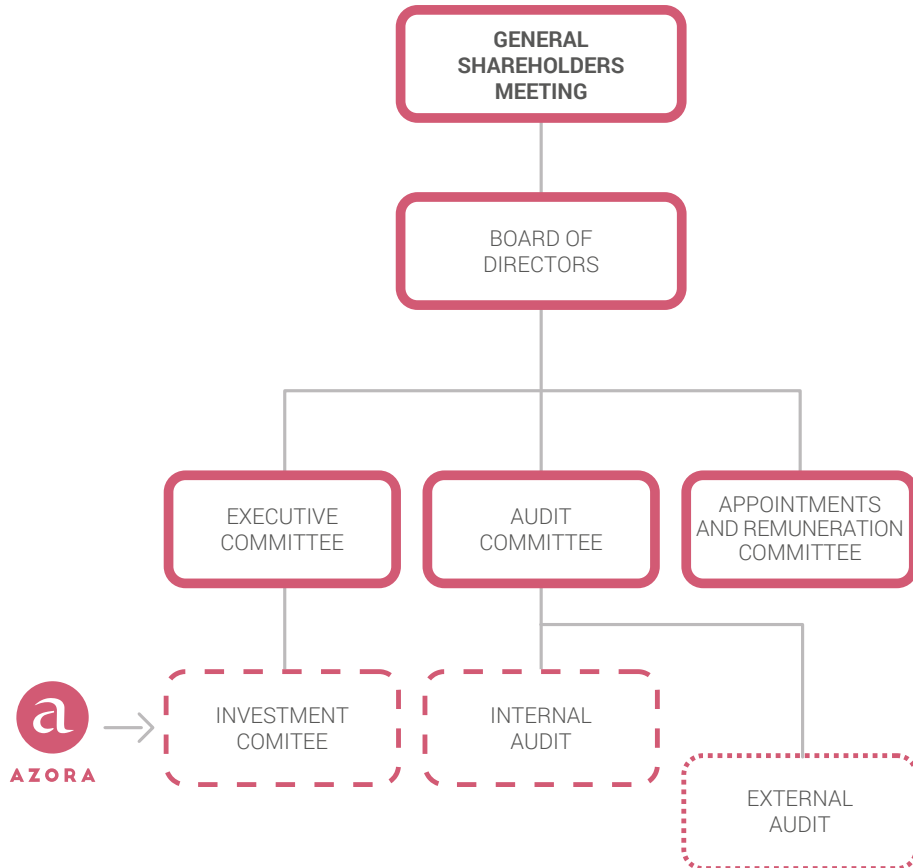 GENERAL
SHAREHOLDERS
MEETING
BOARD OF
DIRECTORS
EXECUTIVE
COMMITTEE
AUDIT
COMMITTEE
APPOINTMENTS
AND REMUNERATION
COMMITTEE
a
AZORA
INVESTMENT
COMITEE
INTERNAL
AUDIT
EXTERNAL
AUDIT